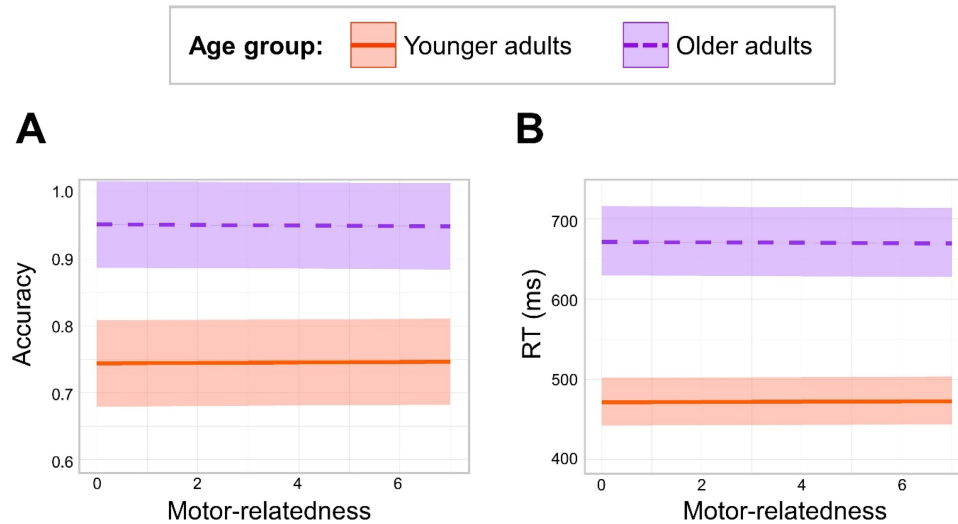 Age group: Younger adults Older adults
A
B
Accuracy
1.0
0.9
0.8
0.7
0.6
0 2 4 6
Motor-relatedness
RT (ms)
700
600
500
400
0 2 4 6
Motor-relatedness